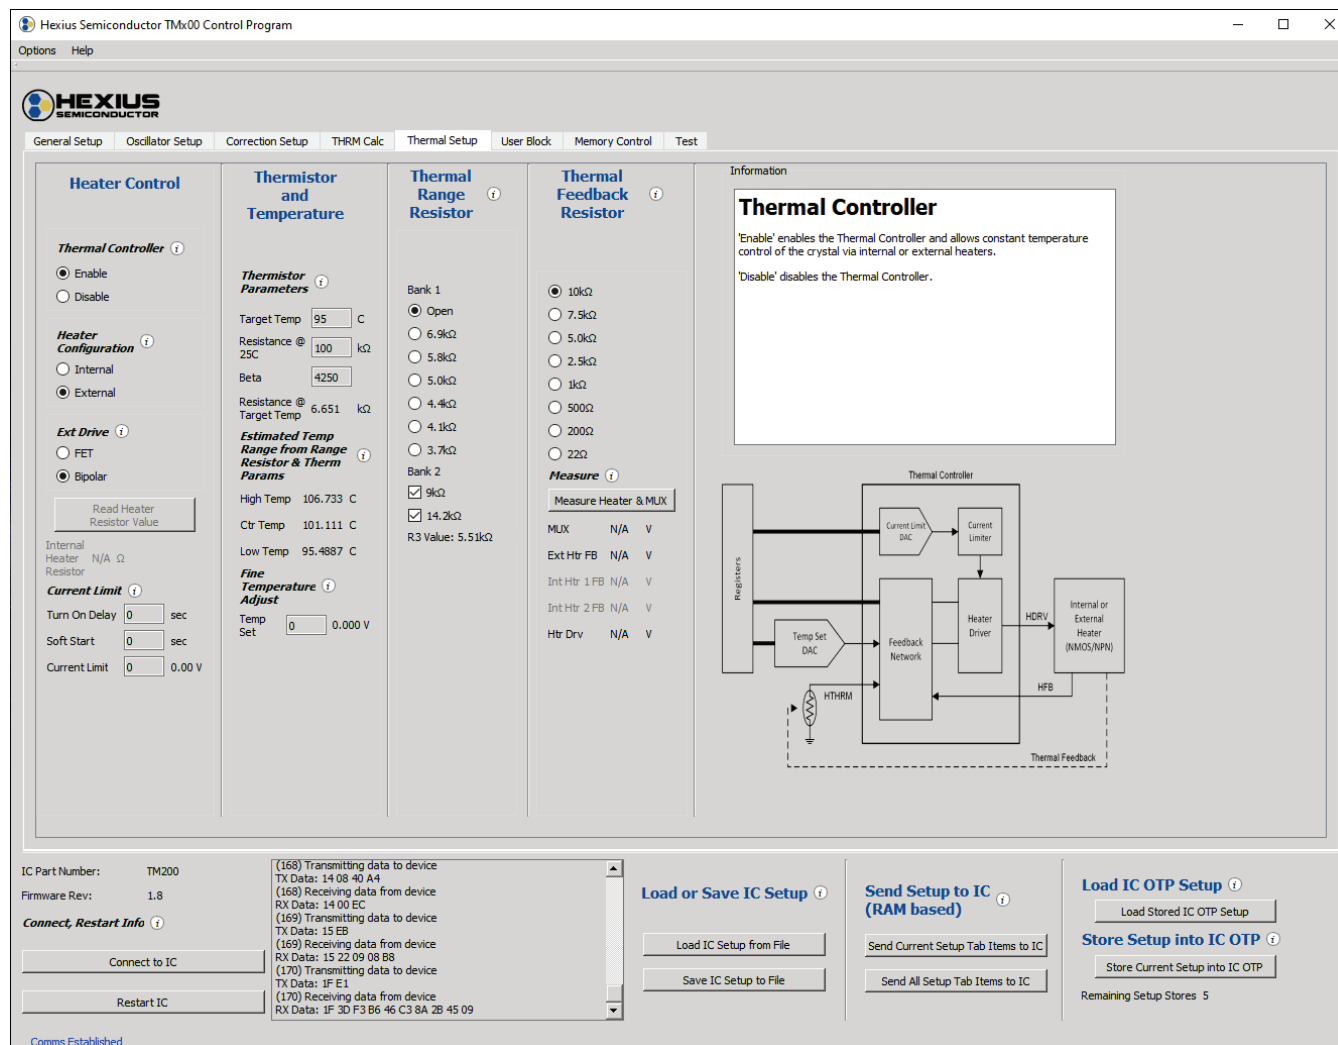 Hexius Semiconductor TMx00 Control Program
Options Help
HEXIUS
SEMICONDUCTOR
General Setup Oscillator Setup Correction Setup THRM Calc Thermal Setup User Block Memory Control Test
Heater Control
Thermal Controller i
Enable
Disable
Heater
Configuration i
Internal
External
Ext Drive i
FET
Bipolar
Read Heater
Resistor Value
Internal
Heater N/A Ω
Resistor
Current Limit i
Turn On Delay 0 sec
Soft Start 0 sec
Current Limit 0 0.00 V
Thermistor
and
Temperature
Thermistor
Parameters i
Target Temp 95 C
Resistance @
25C 100 kΩ
Beta 4250
Resistance @
Target Temp 6.651 kΩ
Estimated Temp
Range from Range
Resistor & Therm
Params i
High Temp 106.733 C
Ctr Temp 101.111 C
Low Temp 95.4887 C
Fine
Temperature i
Adjust
Temp
Set 0 0.000 V
Thermal
Range i
Resistor
Bank 1
Open
6.9kΩ
5.8kΩ
5.0kΩ
4.4kΩ
4.1kΩ
3.7kΩ
Bank 2
9kΩ
14.2kΩ
R3 Value: 5.51kΩ
Thermal
Feedback i
Resistor
10kΩ
7.5kΩ
5.0kΩ
2.5kΩ
1kΩ
500Ω
200Ω
22Ω
Measure i
Measure Heater & MUX
MUX N/A V
Ext Htr FB N/A V
Int Htr 1 FB N/A V
Int Htr 2 FB N/A V
Htr Drv N/A V
Information
Thermal Controller
'Enable' enables the Thermal Controller and allows constant temperature
control of the crystal via internal or external heaters.
'Disable' disables the Thermal Controller.
Thermal Controller
Registers
Current Limit
DAC
Current
Limiter
Temp Set
DAC
Feedback
Network
Heater
Driver
HDRV
Internal or
External
Heater
(NMOS/NPN)
HTHRM
HFB
Thermal Feedback
IC Part Number: TM200
Firmware Rev: 1.8
Connect, Restart Info i
Connect to IC
Restart IC
(168) Transmitting data to device
TX Data: 14 08 40 A4
(168) Receiving data from device
RX Data: 14 00 EC
(169) Transmitting data to device
TX Data: 15 EB
(169) Receiving data from device
RX Data: 15 22 09 08 B8
(170) Transmitting data to device
TX Data: 1F E1
(170) Receiving data from device
RX Data: 1F 3D F3 B6 46 C3 8A 2B 45 09
Load or Save IC Setup i
Load IC Setup from File
Save IC Setup to File
Send Setup to IC
(RAM based) i
Send Current Setup Tab Items to IC
Send All Setup Tab Items to IC
Load IC OTP Setup i
Load Stored IC OTP Setup
Store Setup into IC OTP i
Store Current Setup into IC OTP
Remaining Setup Stores 5
Comms Established